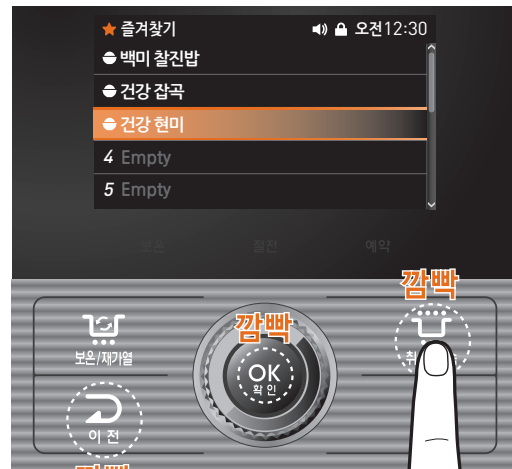 즐겨찾기
오전12:30
백미 찰진밥
건강 잡곡
건강 현미
4 Empty
5 Empty
보온
절전
예약
깜빡
깜빡
보온/재가열
OK
확인
이전